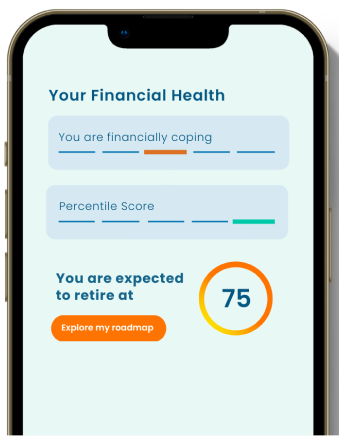 Your Financial Health
You are financially coping
Percentile Score
You are expected
to retire at
75
Explore my roadmap